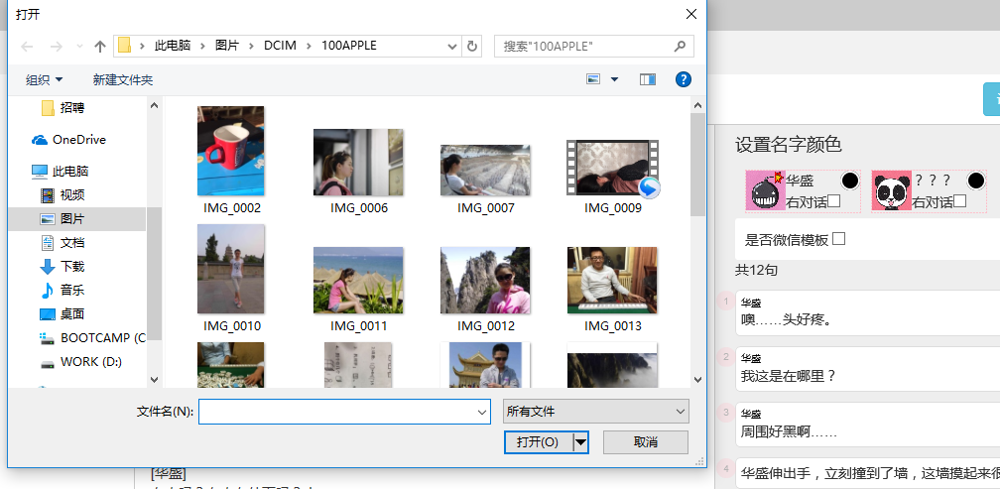 打开
此电脑 图片 DCIM 100APPLE
搜索"100APPLE"
组织 新建文件夹
招聘
OneDrive
此电脑
视频
图片
文档
下载
音乐
桌面
BOOTCAMP (C
WORK (D:)
IMG_0002 IMG_0006 IMG_0007 IMG_0009
IMG_0010 IMG_0011 IMG_0012 IMG_0013
文件名(N): 所有文件
打开(O) 取消
[华盛]
设置名字颜色
华盛
右对话
？？？
右对话
是否微信模板
共12句
1
华盛
噢……头好疼。
2
华盛
我这是在哪里？
3
华盛
周围好黑啊……
4
华盛伸出手，立刻撞到了墙，这墙摸起来很